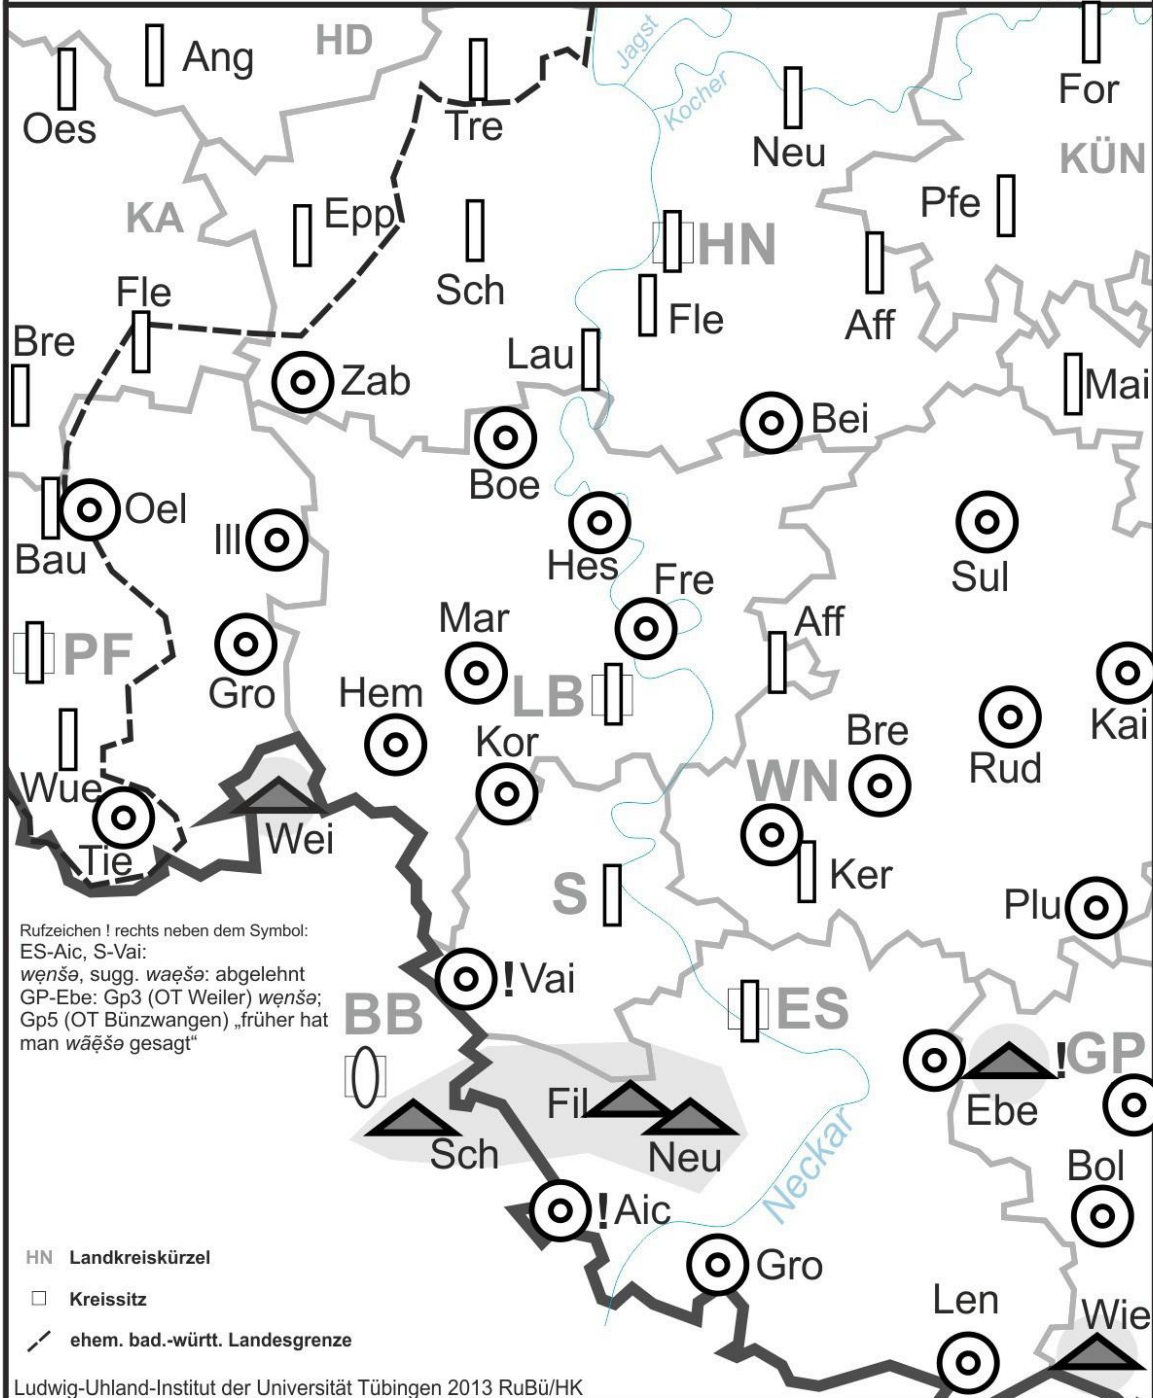 HD
Jagst
Ang
Oes
Tre
Kocher
For
Neu
KÜN
KA
Epp
Pfe
HN
Sch
Fle
Fle
Aff
Bre
Lau
Zab
Mai
Bei
Boe
Oel
Ill
Bau
Hes
Sul
Fre
Mar
Aff
PF
Gro
Hem
LB
Kai
Kor
Bre
Rud
Wue
WN
Wei
Tie
S
Ker
Plu
Rufzeichen ! rechts neben dem Symbol:
ES-Aic, S-Vai:
węnšə, sugg. waęšə: abgelehnt
GP-Ebe: Gp3 (OT Weiler) węnšə;
Gp5 (OT Bünzwangen) „früher hat
man wãę̃šə gesagt“
! Vai
BB
ES
! GP
Ebe
Fil
Sch
Neu
Neckar
Bol
! Aic
HN Landkreiskürzel
Gro
Kreissitz
Len
Wie
ehem. bad.-württ. Landesgrenze
Ludwig-Uhland-Institut der Universität Tübingen 2013 RuBü/HK